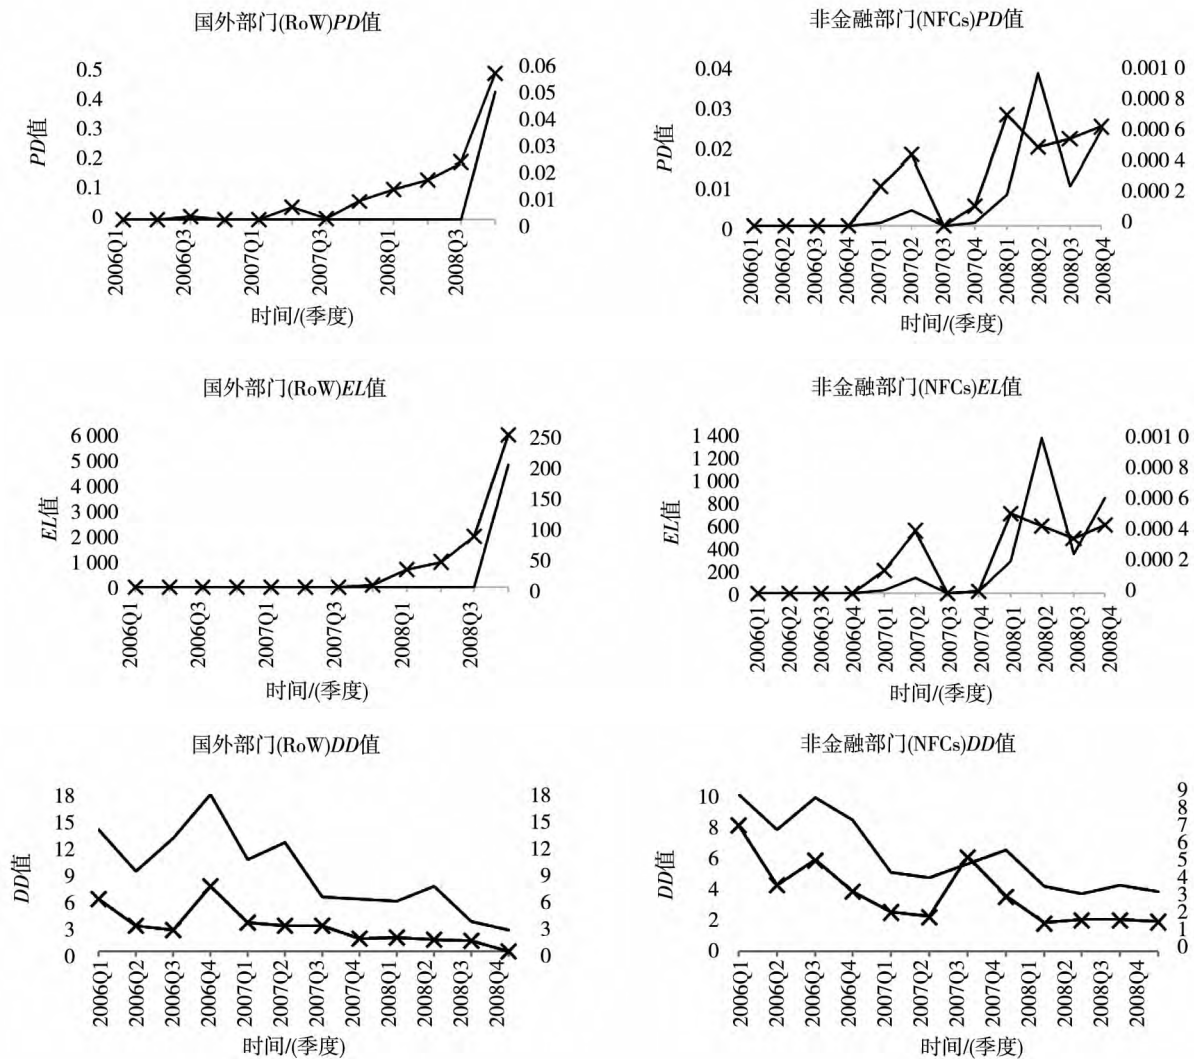 国外部门(RoW)PD值
PD值
0.5
0.4
0.3
0.2
0.1
0
0.06
0.05
0.04
0.03
0.02
0.01
0
2006Q1
2006Q3
2007Q1
2007Q3
2008Q1
2008Q3
时间/(季度)
非金融部门(NFCs)PD值
PD值
0.04
0.03
0.02
0.01
0
0.001 0
0.000 8
0.000 6
0.000 4
0.000 2
0
2006Q1
2006Q2
2006Q3
2006Q4
2007Q1
2007Q2
2007Q3
2007Q4
2008Q1
2008Q2
2008Q3
2008Q4
时间/(季度)
国外部门(RoW)EL值
EL值
6 000
5 000
4 000
3 000
2 000
1 000
0
250
200
150
100
50
0
2006Q1
2006Q3
2007Q1
2007Q3
2008Q1
2008Q3
时间/(季度)
非金融部门(NFCs)EL值
EL值
1 400
1 200
1 000
800
600
400
200
0
0.001 0
0.000 8
0.000 6
0.000 4
0.000 2
0
2006Q1
2006Q2
2006Q3
2006Q4
2007Q1
2007Q2
2007Q3
2007Q4
2008Q1
2008Q2
2008Q3
2008Q4
时间/(季度)
国外部门(RoW)DD值
DD值
18
15
12
9
6
3
0
18
15
12
9
6
3
0
2006Q1
2006Q2
2006Q3
2006Q4
2007Q1
2007Q2
2007Q3
2007Q4
2008Q1
2008Q2
2008Q3
2008Q4
时间/(季度)
非金融部门(NFCs)DD值
DD值
10
8
6
4
2
0
9
8
7
6
5
4
3
2
1
0
2006Q1
2006Q2
2006Q3
2006Q4
2007Q1
2007Q2
2007Q3
2008Q1
2008Q1
2008Q2
2008Q3
2008Q4
时间/(季度)